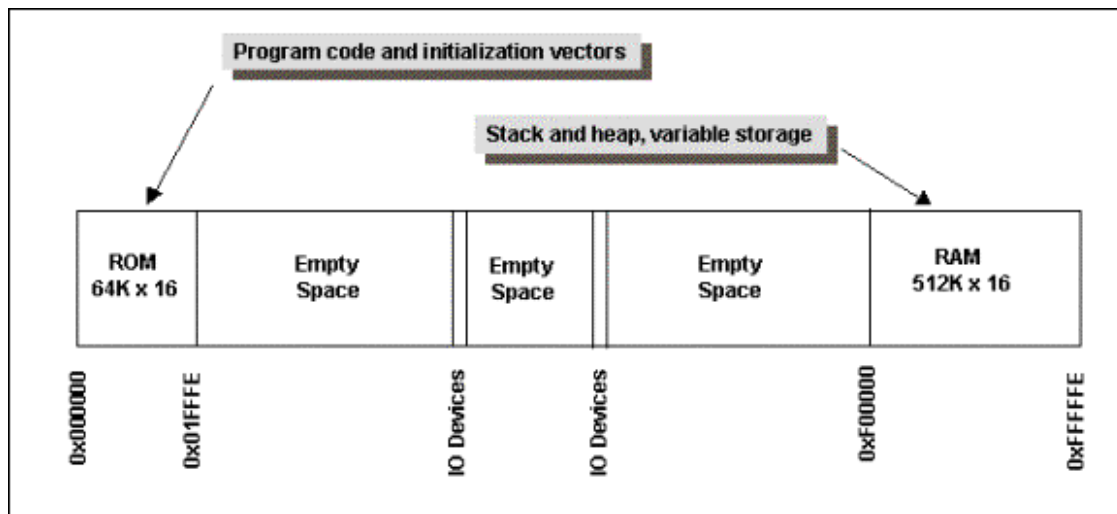 Program code and initialization vectors
Stack and heap, variable storage
ROM
64K x 16
Empty
Space
Empty
Space
Empty
Space
RAM
512K x 16
0x000000
0x01FFFE
IO Devices
IO Devices
0xF00000
0xFFFFFE